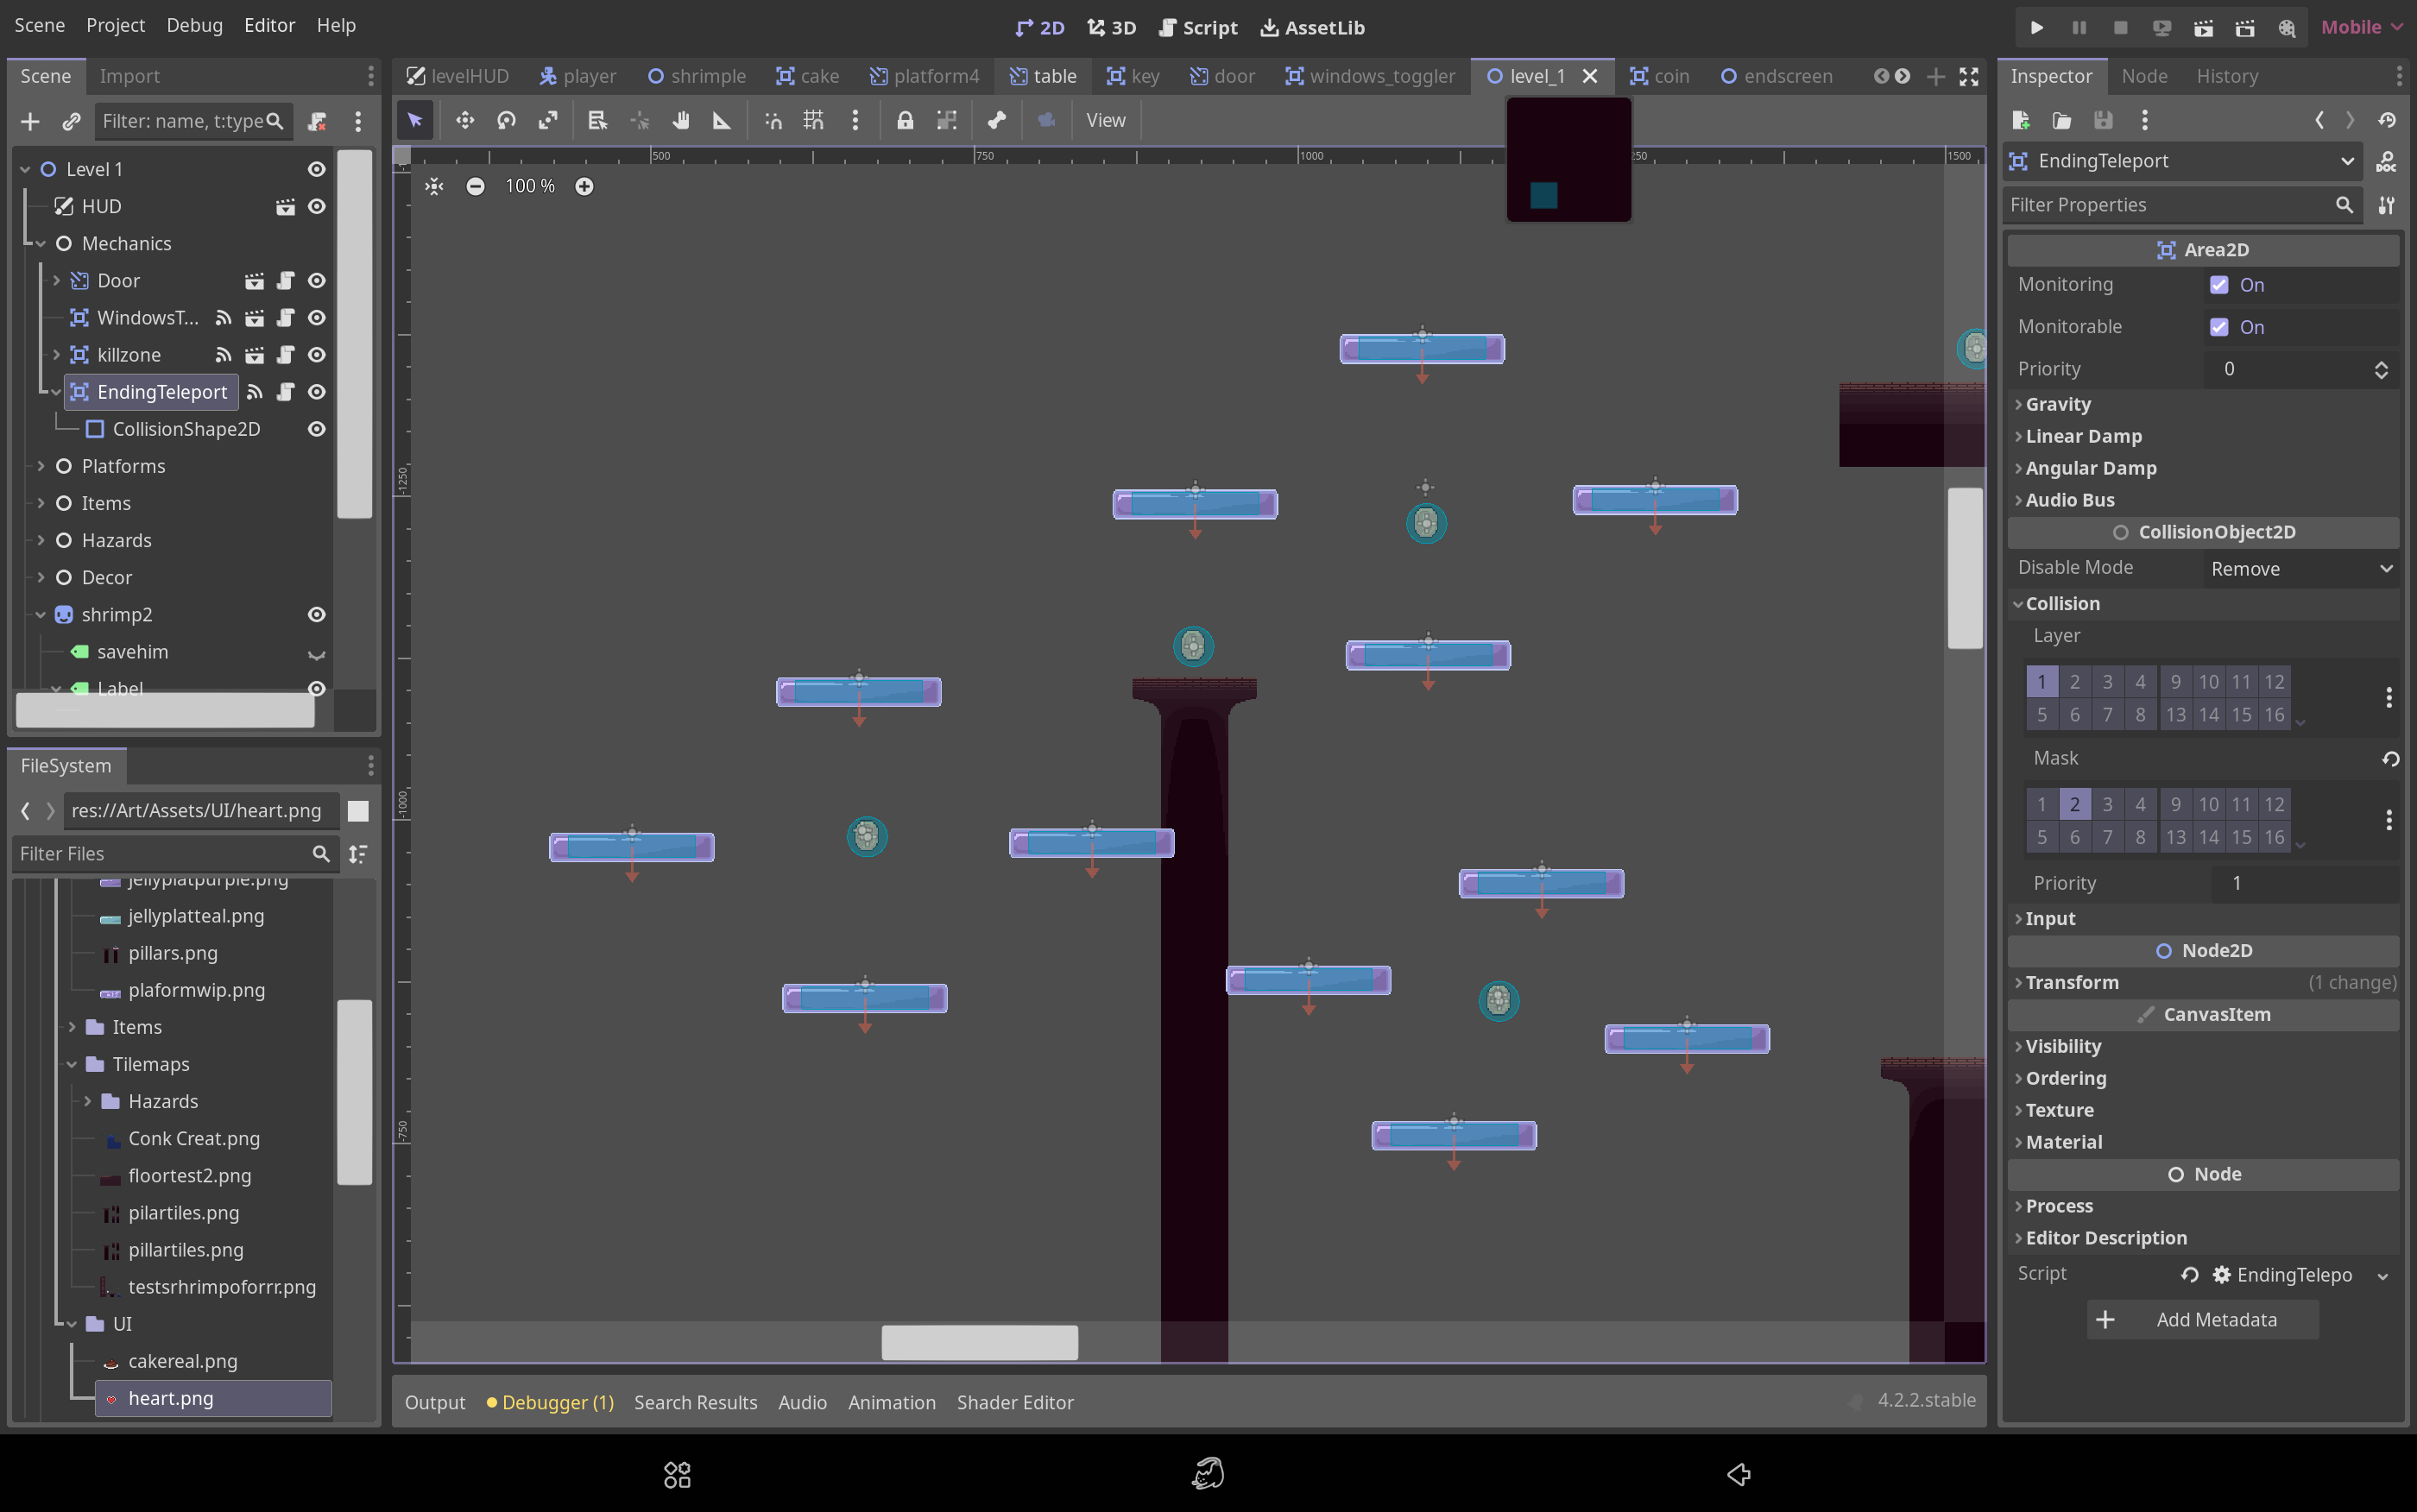 Scene Project Debug Editor Help
2D 3D Script AssetLib
Mobile
Scene Import
Filter: name, t:type
Level 1
HUD
Mechanics
Door
WindowsT...
killzone
EndingTeleport
CollisionShape2D
Platforms
Items
Hazards
Decor
shrimp2
savehim
Label
FileSystem
res://Art/Assets/UI/heart.png
Filter Files
jellyplatpurple.png
jellyplatteal.png
pillars.png
plaformwip.png
Items
Tilemaps
Hazards
Conk Creat.png
floortest2.png
pilartiles.png
pillartiles.png
testsrhrimpoforrr.png
UI
cakereal.png
heart.png
levelHUD player shrimple cake platform4 table key door windows_toggler level_1 coin endscreen
View
500 750 1000 250 1500
100 %
-1250
-1000
-750
Output Debugger (1) Search Results Audio Animation Shader Editor
4.2.2.stable
Inspector Node History
EndingTeleport
Filter Properties
Area2D
Monitoring On
Monitorable On
Priority 0
Gravity
Linear Damp
Angular Damp
Audio Bus
CollisionObject2D
Disable Mode Remove
Collision
Layer
1 2 3 4 9 10 11 12
5 6 7 8 13 14 15 16
Mask
1 2 3 4 9 10 11 12
5 6 7 8 13 14 15 16
Priority 1
Input
Node2D
Transform (1 change)
CanvasItem
Visibility
Ordering
Texture
Material
Node
Process
Editor Description
Script EndingTelepo
Add Metadata